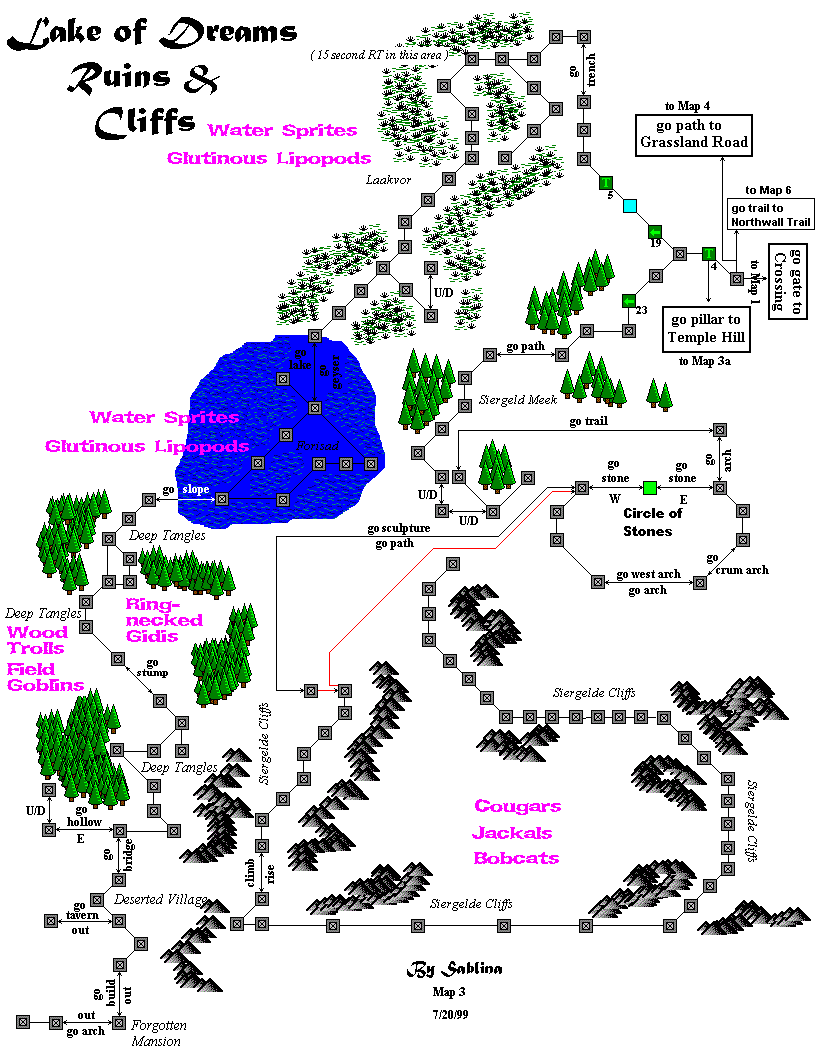 Lake of Dreams
Ruins &
Cliffs
( 15 second RT in this area )
go
trench
Water Sprites
Glutinous Lipopods
Laakvor
to Map 4
go path to
Grassland Road
to Map 6
go trail to
Northwall Trail
T
5
19
T
4
go gate to
Crossing
to Map 1
23
go pillar to
Temple Hill
to Map 3a
U/D
go path
Siergeld Meek
go
lake
go
Water Sprites
Glutinous Lipopods
go trail
go
arch
go
stone
W
go
stone
E
Circle of
Stones
go
crum arch
go west arch
go arch
U/D
U/D
go slope
go sculpture
go path
Deep Tangles
Deep Tangles
Ring-
necked
Gidis
Wood
Trolls
Field
Goblins
go
stump
Deep Tangles
Siergelde Cliffs
Siergelde Cliffs
Siergelde Cliffs
Cougars
Jackals
Bobcats
U/D
go
hollow
E
go
bridge
climb
rise
Deserted Village
go
tavern
out
Siergelde Cliffs
go
build
out
out
go arch
Forgotten
Mansion
By Sablina
Map 3
7/20/99